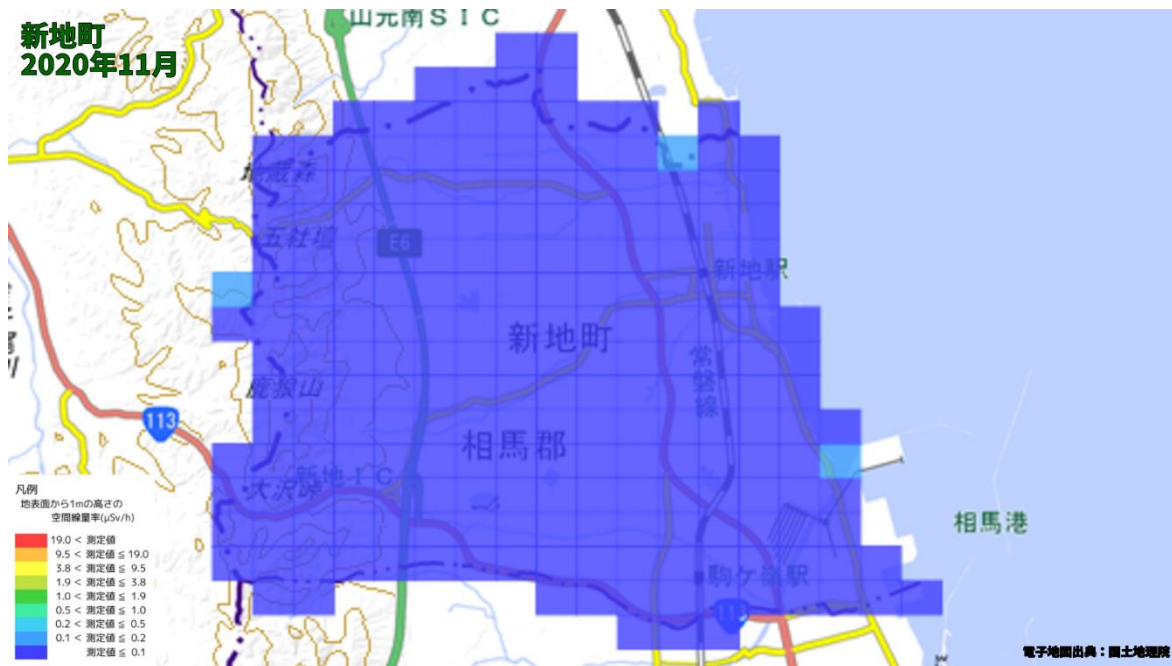 新地町
2020年11月
山元南ＳＩＣ
地蔵森
五社壇
E6
新地駅
新地町
鹿狼山
常磐線
113
相馬郡
新地ＩＣ
大沢峠
相馬港
駒ケ嶺駅
113
凡例
地表面から1mの高さの
空間線量率(μSv/h)
19.0 < 測定値
9.5 < 測定値 ≦ 19.0
3.8 < 測定値 ≦ 9.5
1.9 < 測定値 ≦ 3.8
1.0 < 測定値 ≦ 1.9
0.5 < 測定値 ≦ 1.0
0.2 < 測定値 ≦ 0.5
0.1 < 測定値 ≦ 0.2
測定値 ≦ 0.1
電子地図出典：国土地理院